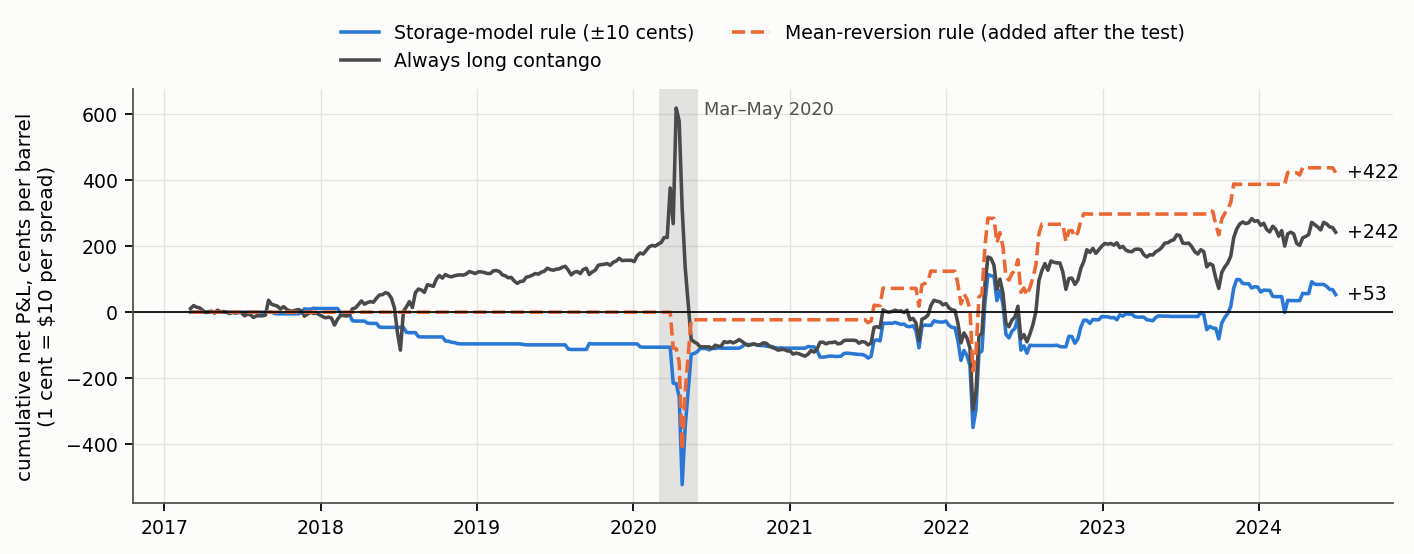 Storage-model rule (±10 cents)
Mean-reversion rule (added after the test)
Always long contango
Mar–May 2020
cumulative net P&L, cents per barrel
(1 cent = $10 per spread)
600
400
200
0
−200
−400
+422
+242
+53
2017
2018
2019
2020
2021
2022
2023
2024